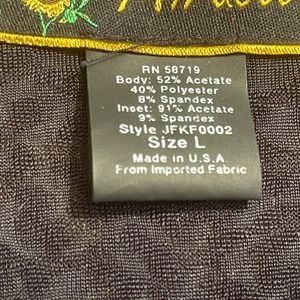 RN 58719
Body: 52% Acetate
40% Polyester
8% Spandex
Inset: 91% Acetate
9% Spandex
Style JFKF0002
Size L
Made in U.S.A.
From Imported Fabric